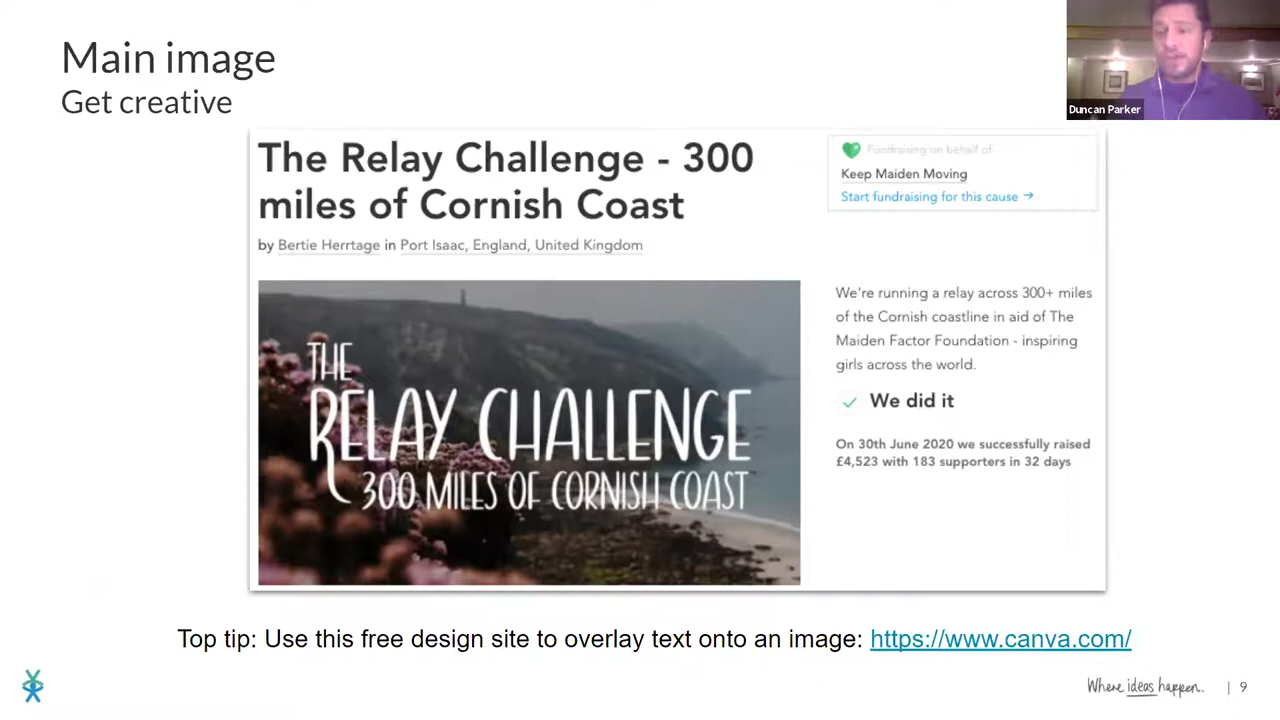 Main image
Get creative
Duncan Parker
The Relay Challenge - 300
miles of Cornish Coast
by Bertie Herrtage in Port Isaac, England, United Kingdom
Fundraising on behalf of
Keep Maiden Moving
Start fundraising for this cause →
THE
RELAY CHALLENGE
300 MILES OF CORNISH COAST
We're running a relay across 300+ miles
of the Cornish coastline in aid of The
Maiden Factor Foundation - inspiring
girls across the world.
We did it
On 30th June 2020 we successfully raised
£4,523 with 183 supporters in 32 days
Top tip: Use this free design site to overlay text onto an image: https://www.canva.com/
Where ideas happen.
| 9